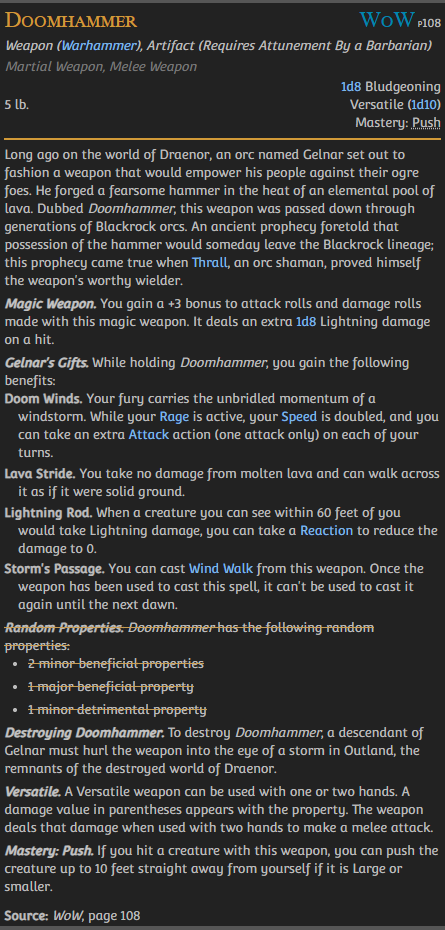 DOOMHAMMER WoW P108
Weapon (Warhammer), Artifact (Requires Attunement By a Barbarian)
Martial Weapon, Melee Weapon
1d8 Bludgeoning
5 lb. Versatile (1d10)
Mastery: Push
Long ago on the world of Draenor, an orc named Gelnar set out to
fashion a weapon that would empower his people against their ogre
foes. He forged a fearsome hammer in the heat of an elemental pool of
lava. Dubbed Doomhammer, this weapon was passed down through
generations of Blackrock orcs. An ancient prophecy foretold that
possession of the hammer would someday leave the Blackrock lineage;
this prophecy came true when Thrall, an orc shaman, proved himself
the weapon's worthy wielder.
Magic Weapon. You gain a +3 bonus to attack rolls and damage rolls
made with this magic weapon. It deals an extra 1d8 Lightning damage
on a hit.
Gelnar's Gifts. While holding Doomhammer, you gain the following
benefits:
Doom Winds. Your fury carries the unbridled momentum of a
windstorm. While your Rage is active, your Speed is doubled, and you
can take an extra Attack action (one attack only) on each of your
turns.
Lava Stride. You take no damage from molten lava and can walk across
it as if it were solid ground.
Lightning Rod. When a creature you can see within 60 feet of you
would take Lightning damage, you can take a Reaction to reduce the
damage to 0.
Storm's Passage. You can cast Wind Walk from this weapon. Once the
weapon has been used to cast this spell, it can't be used to cast it
again until the next dawn.
Random Properties. Doomhammer has the following random
properties:
• 2 minor beneficial properties
• 1 major beneficial property
• 1 minor detrimental property
Destroying Doomhammer. To destroy Doomhammer, a descendant of
Gelnar must hurl the weapon into the eye of a storm in Outland, the
remnants of the destroyed world of Draenor.
Versatile. A Versatile weapon can be used with one or two hands. A
damage value in parentheses appears with the property. The weapon
deals that damage when used with two hands to make a melee attack.
Mastery: Push. If you hit a creature with this weapon, you can push the
creature up to 10 feet straight away from yourself if it is Large or
smaller.
Source: WoW, page 108